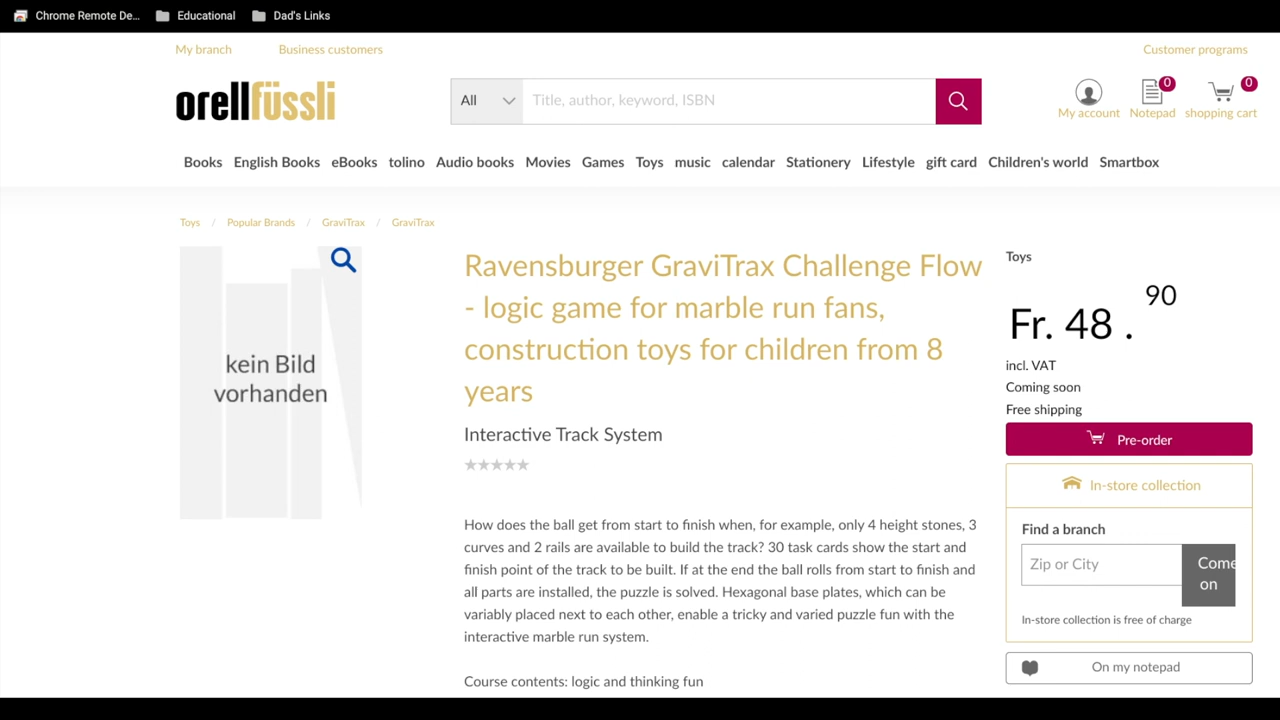 Chrome Remote De... Educational Dad's Links
My branch Business customers Customer programs
orellfüssli
All Title, author, keyword, ISBN
0 0
My account Notepad shopping cart
Books English Books eBooks tolino Audio books Movies Games Toys music calendar Stationery Lifestyle gift card Children's world Smartbox
Toys / Popular Brands / GraviTrax / GraviTrax
kein Bild
vorhanden
Ravensburger GraviTrax Challenge Flow
- logic game for marble run fans,
construction toys for children from 8
years
Interactive Track System
How does the ball get from start to finish when, for example, only 4 height stones, 3
curves and 2 rails are available to build the track? 30 task cards show the start and
finish point of the track to be built. If at the end the ball rolls from start to finish and
all parts are installed, the puzzle is solved. Hexagonal base plates, which can be
variably placed next to each other, enable a tricky and varied puzzle fun with the
interactive marble run system.
Course contents: logic and thinking fun
Toys
Fr. 48 . 90
incl. VAT
Coming soon
Free shipping
Pre-order
In-store collection
Find a branch
Zip or City
Come
on
In-store collection is free of charge
On my notepad